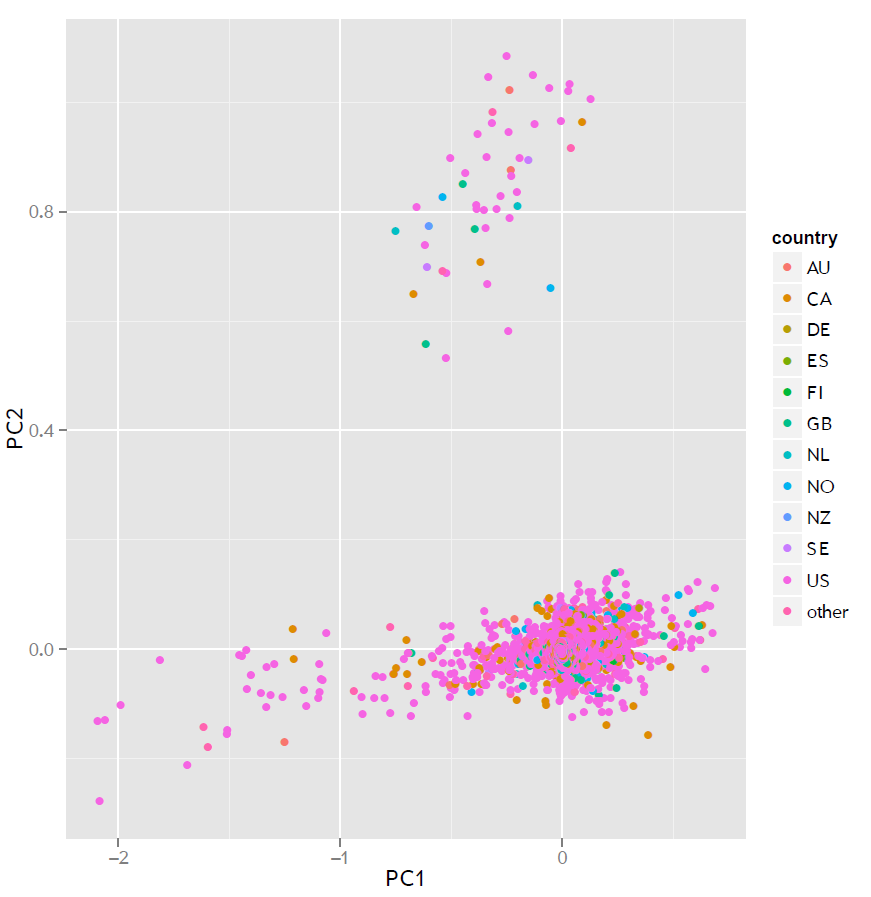 0.8
0.4
0.0
PC2
−2
−1
0
PC1
country
AU
CA
DE
ES
FI
GB
NL
NO
NZ
SE
US
other